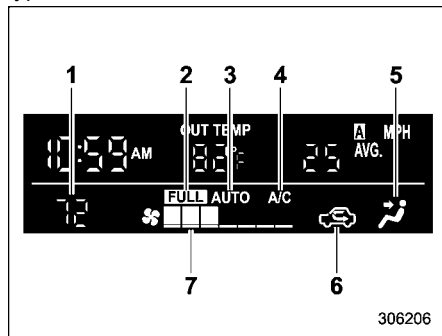 1 2 3 4 5
OUT TEMP A MPH
10:59 AM 82°F 25 AVG.
FULL AUTO A/C
72
7 6
306206